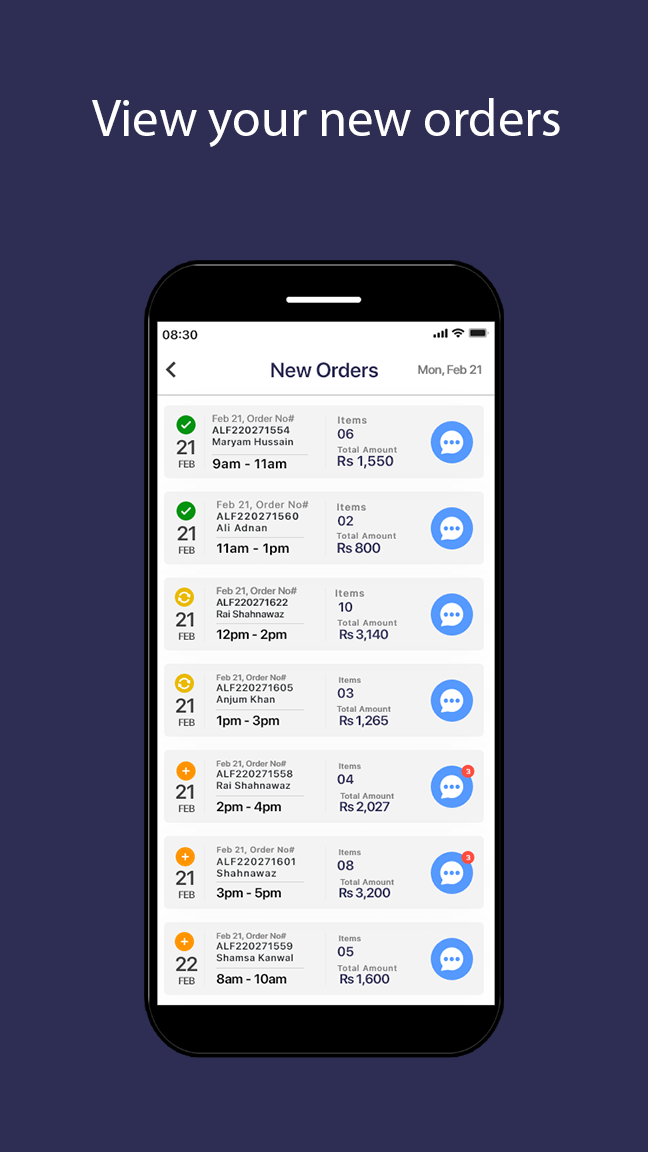 View your new orders
08:30
New Orders
Mon, Feb 21
21
FEB
Feb 21, Order No#
ALF220271554
Maryam Hussain
9am - 11am
Items
06
Total Amount
Rs 1,550
21
FEB
Feb 21, Order No#
ALF220271560
Ali Adnan
11am - 1pm
Items
02
Total Amount
Rs 800
21
FEB
Feb 21, Order No#
ALF220271622
Rai Shahnawaz
12pm - 2pm
Items
10
Total Amount
Rs 3,140
21
FEB
Feb 21, Order No#
ALF220271605
Anjum Khan
1pm - 3pm
Items
03
Total Amount
Rs 1,265
21
FEB
Feb 21, Order No#
ALF220271558
Rai Shahnawaz
2pm - 4pm
Items
04
Total Amount
Rs 2,027
3
21
FEB
Feb 21, Order No#
ALF220271601
Shahnawaz
3pm - 5pm
Items
08
Total Amount
Rs 3,200
3
22
FEB
Feb 21, Order No#
ALF220271559
Shamsa Kanwal
8am - 10am
Items
05
Total Amount
Rs 1,600